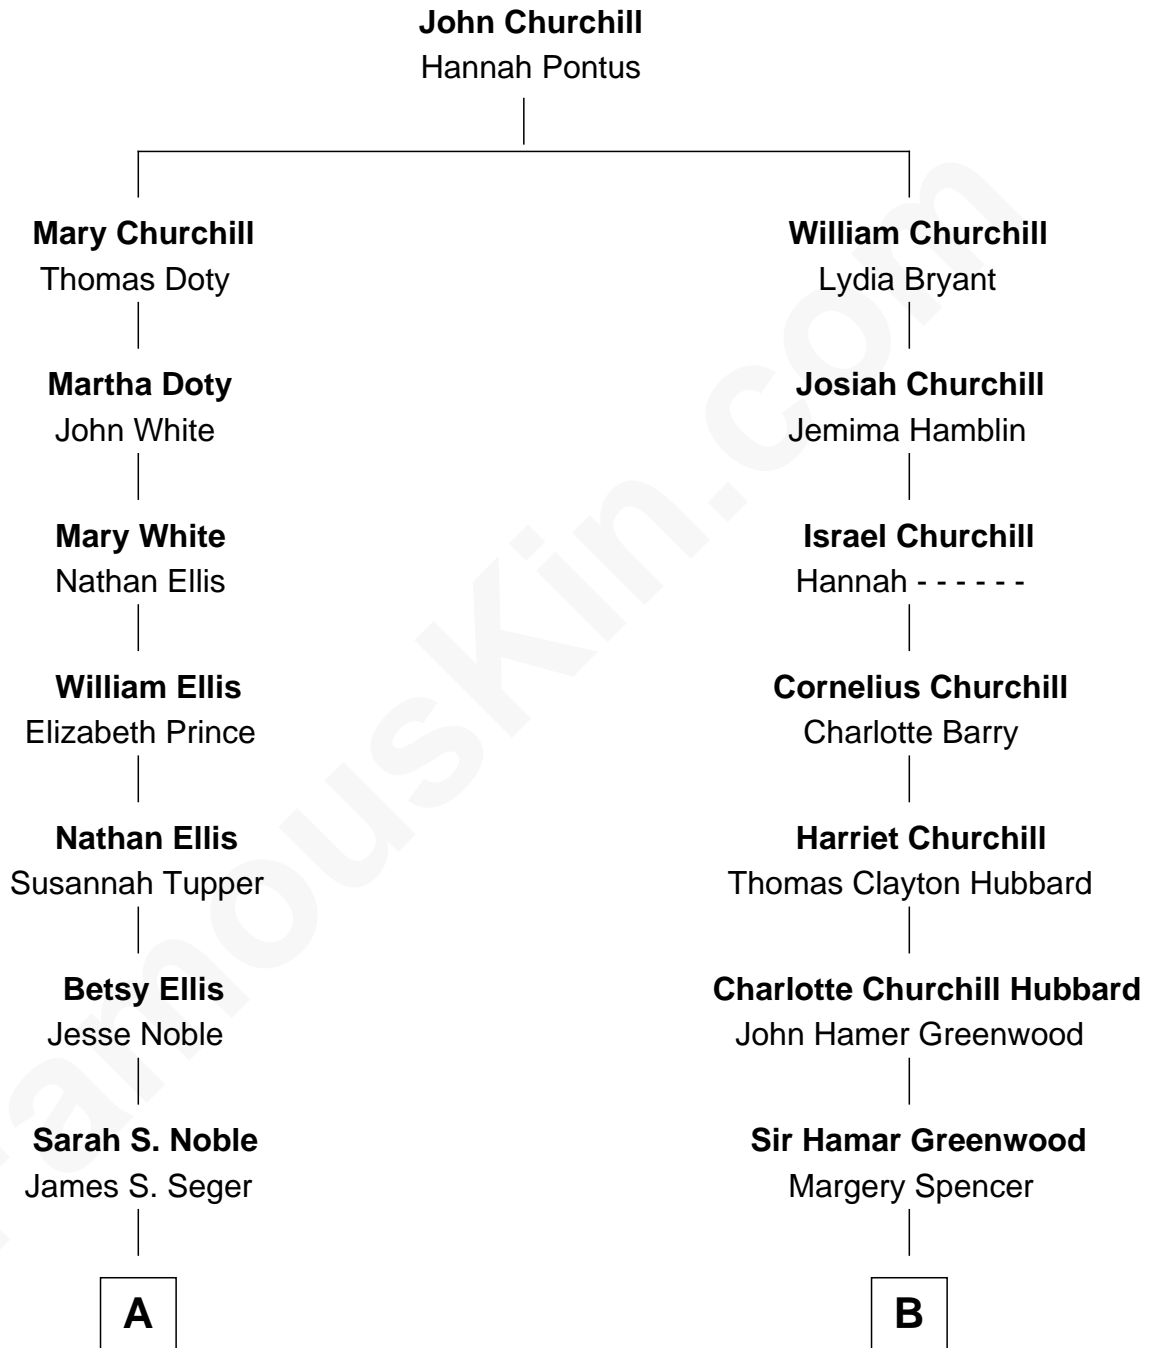 John Churchill
Hannah Pontus
Mary Churchill
Thomas Doty
William Churchill
Lydia Bryant
Martha Doty
John White
Josiah Churchill
Jemima Hamblin
Mary White
Nathan Ellis
Israel Churchill
Hannah - - - - - -
William Ellis
Elizabeth Prince
Cornelius Churchill
Charlotte Barry
Nathan Ellis
Susannah Tupper
Harriet Churchill
Thomas Clayton Hubbard
Betsy Ellis
Jesse Noble
Charlotte Churchill Hubbard
John Hamer Greenwood
Sarah S. Noble
James S. Seger
Sir Hamar Greenwood
Margery Spencer
A
B
FamousKin.com